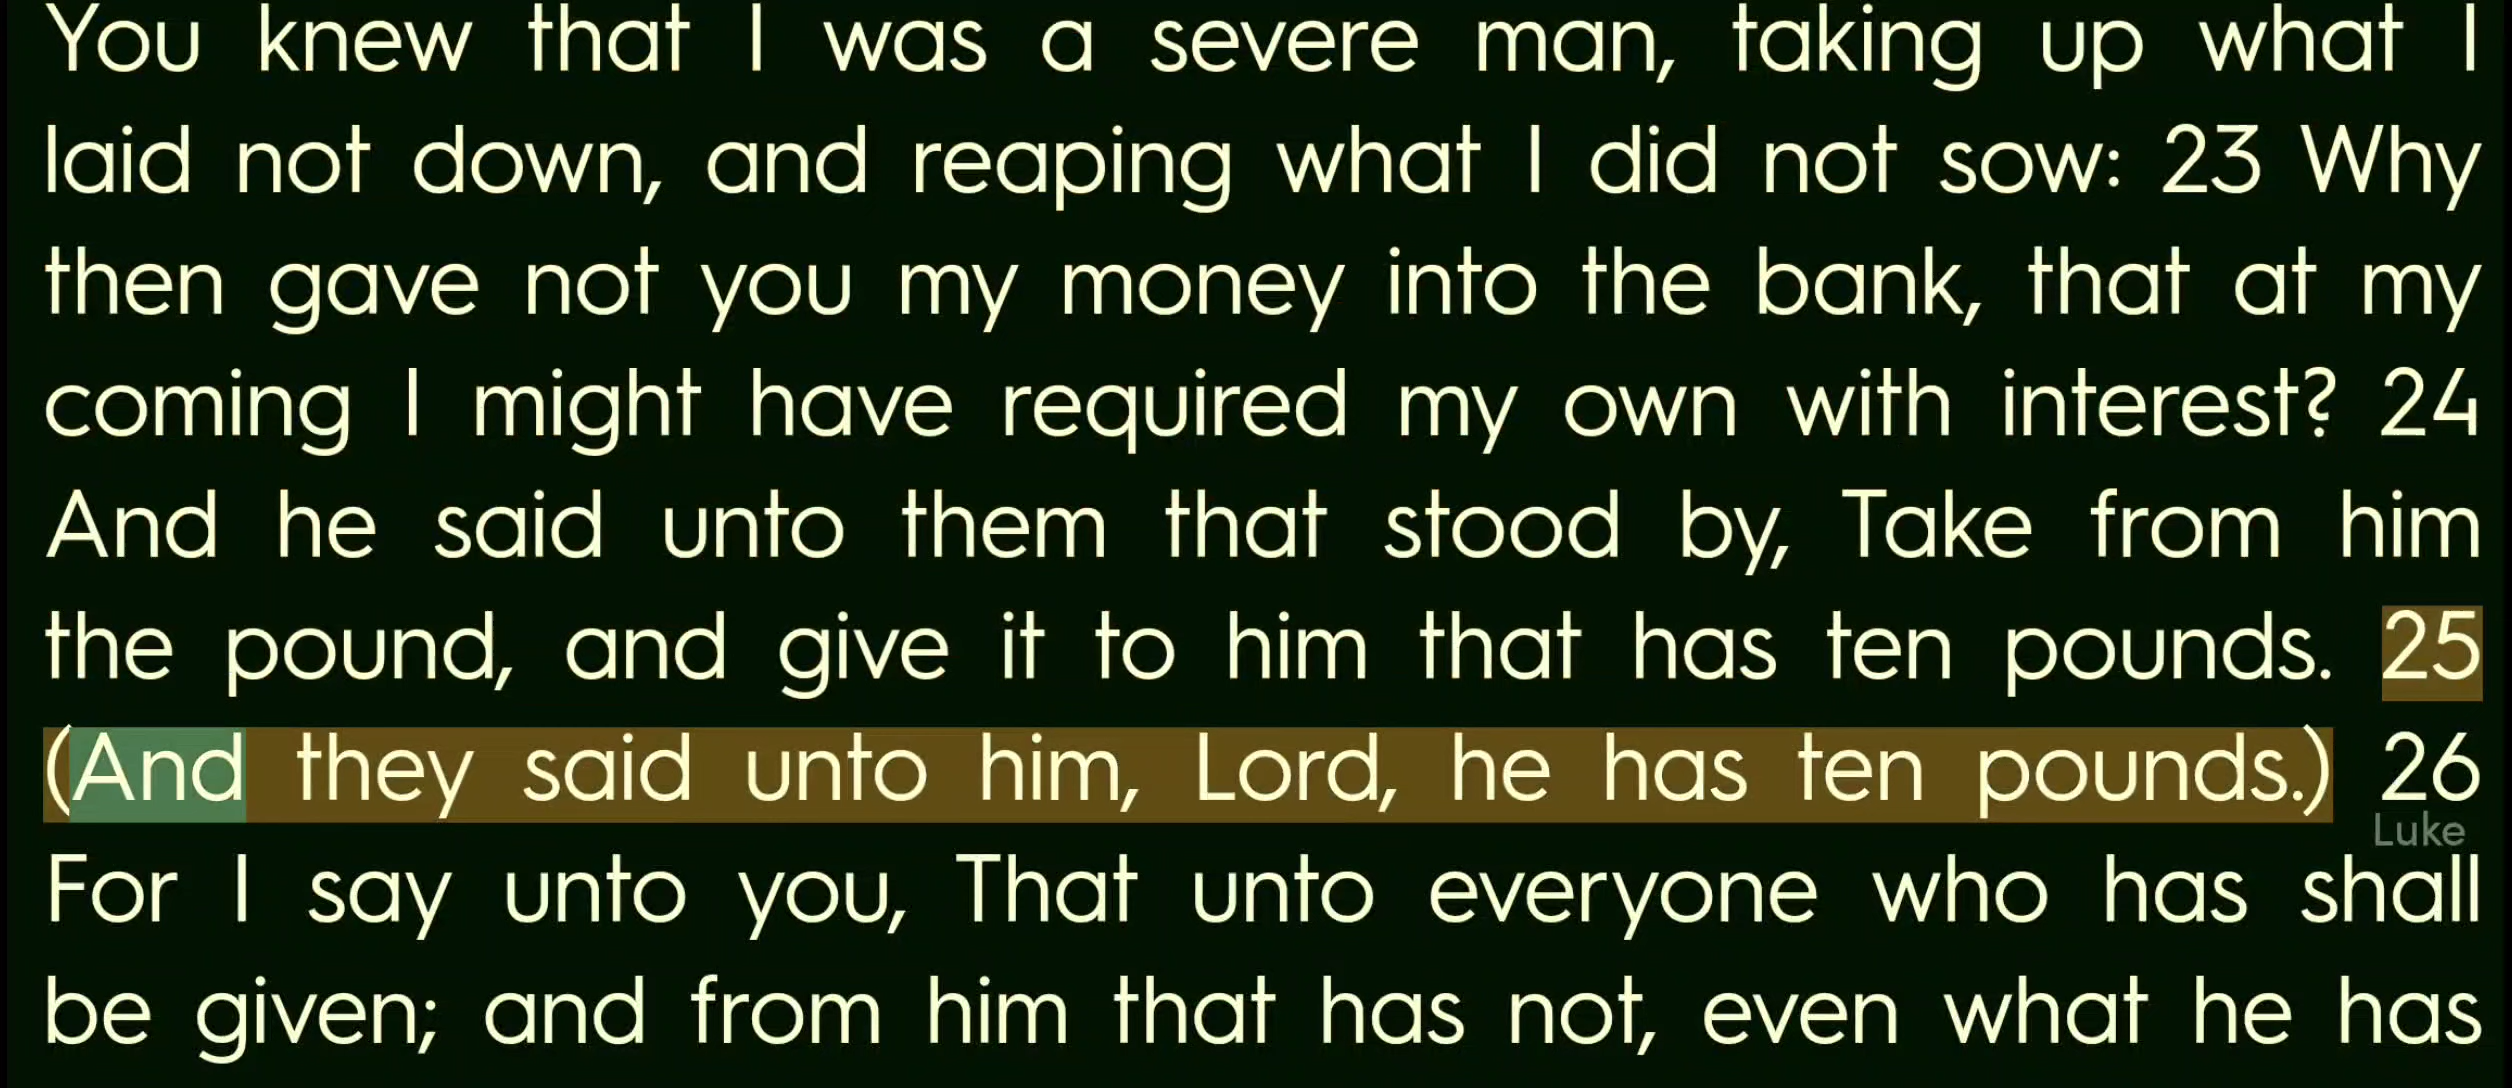 You knew that I was a severe man, taking up what I
laid not down, and reaping what I did not sow: 23 Why
then gave not you my money into the bank, that at my
coming I might have required my own with interest? 24
And he said unto them that stood by, Take from him
the pound, and give it to him that has ten pounds. 25
(And they said unto him, Lord, he has ten pounds.) 26
Luke
For I say unto you, That unto everyone who has shall
be given; and from him that has not, even what he has